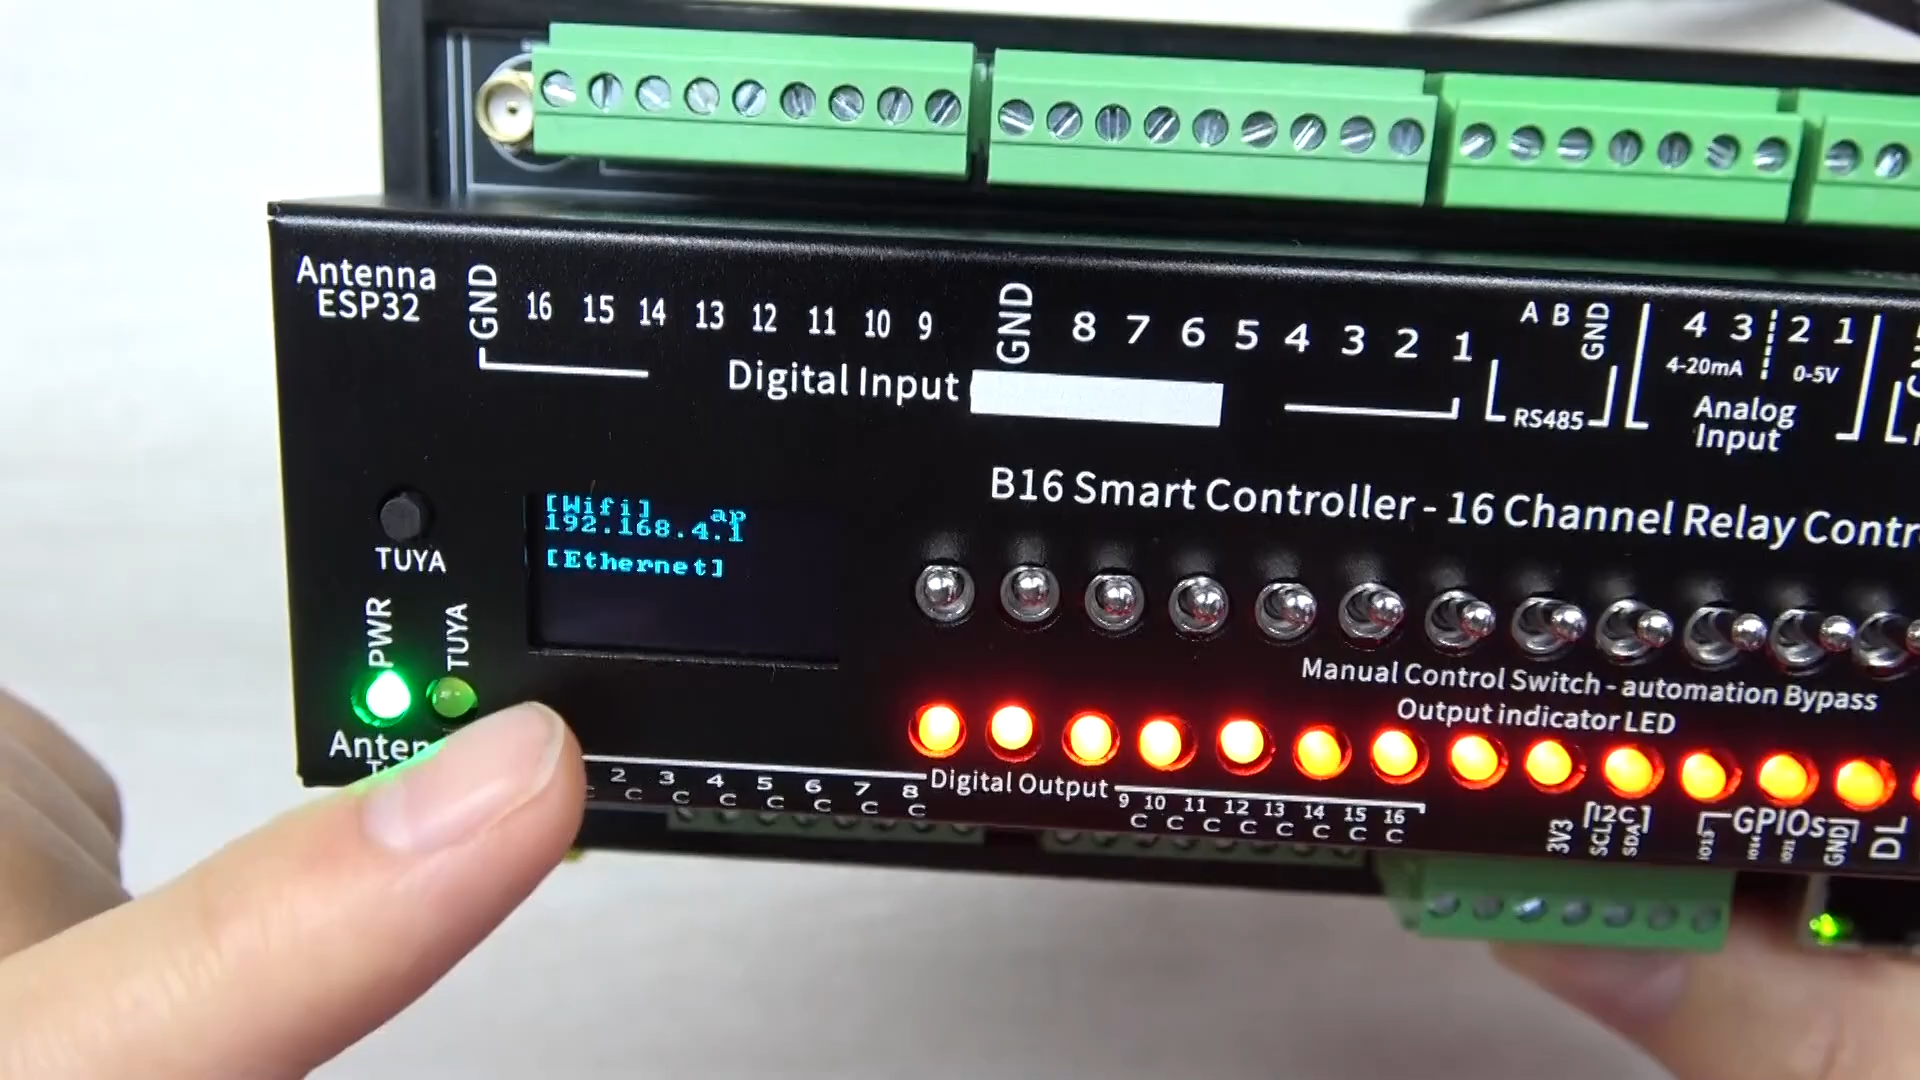 Antenna
ESP32
GND 16 15 14 13 12 11 10 9
GND 8 7 6 5 4 3 2 1
Digital Input
A B GND
RS485
4 3 2 1
4-20mA 0-5V
Analog
Input
B16 Smart Controller - 16 Channel Relay Contr
TUYA
[Wifi] ap
192.168.4.1
[Ethernet]
PWR TUYA
Manual Control Switch - automation Bypass
Output indicator LED
Anten
2 3 4 5 6 7 8
C C C C C C C
Digital Output
9 10 11 12 13 14 15 16
C C C C C C C
3V3
I2C
SCL
SDA
GPIOs
GND
DL